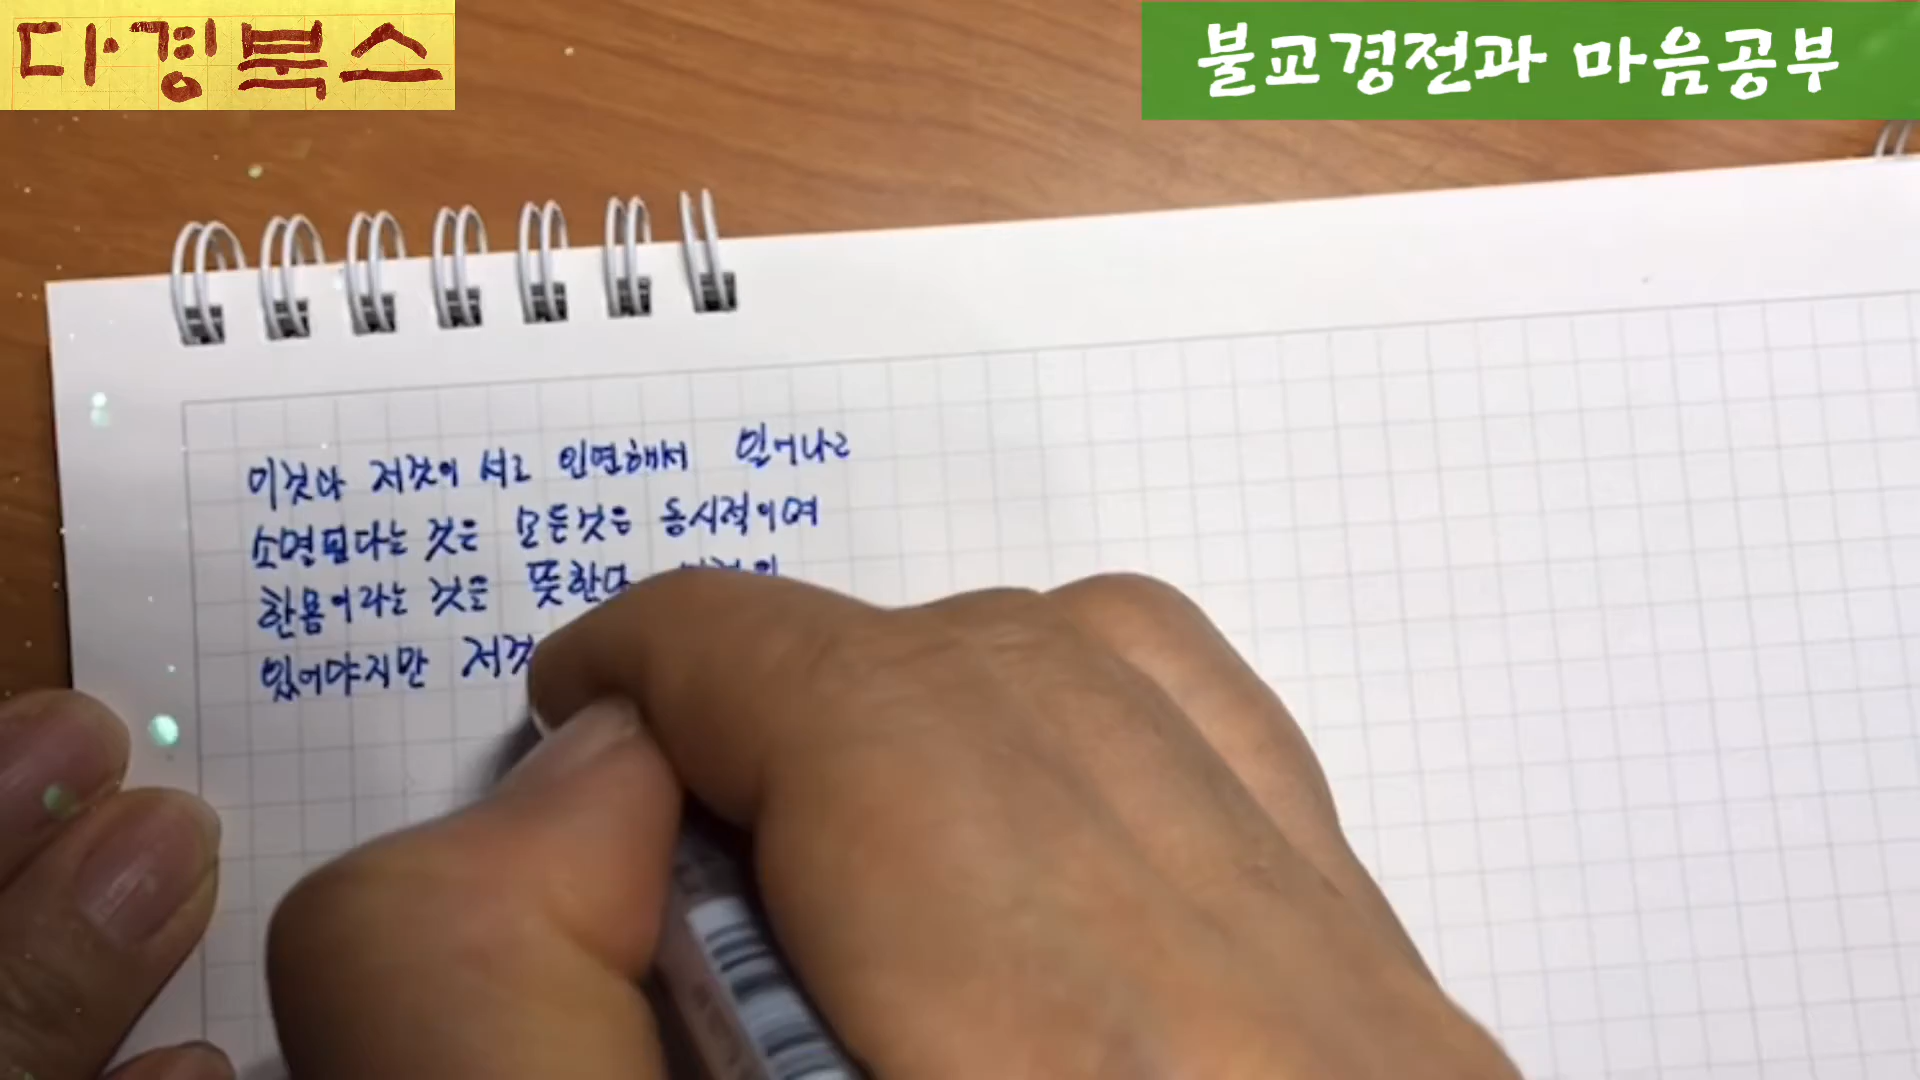 다경북스
불교경전과 마음공부
이것과 저것이 서로 인연해서 일어나고
소멸된다는 것은 모든것은 동시적이며
한몸이라는 것을 뜻한다
있어야지만 저것